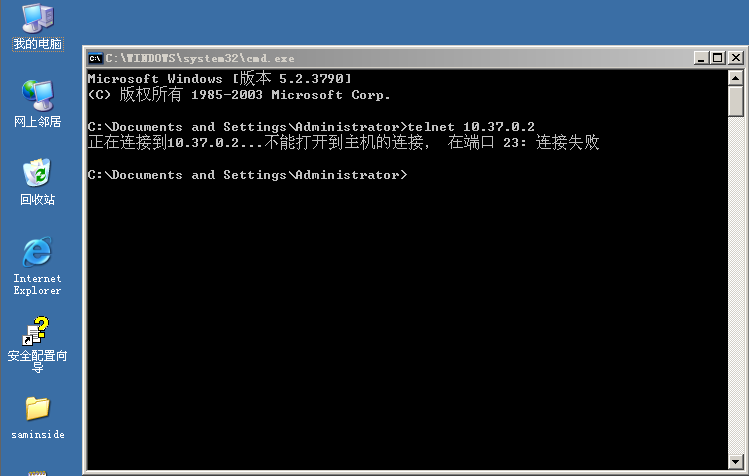 我的电脑
网上邻居
回收站
Internet
Explorer
安全配置向
导
saminside
C:\WINDOWS\system32\cmd.exe
Microsoft Windows [版本 5.2.3790]
(C) 版权所有 1985-2003 Microsoft Corp.
C:\Documents and Settings\Administrator>telnet 10.37.0.2
正在连接到10.37.0.2...不能打开到主机的连接， 在端口 23: 连接失败
C:\Documents and Settings\Administrator>